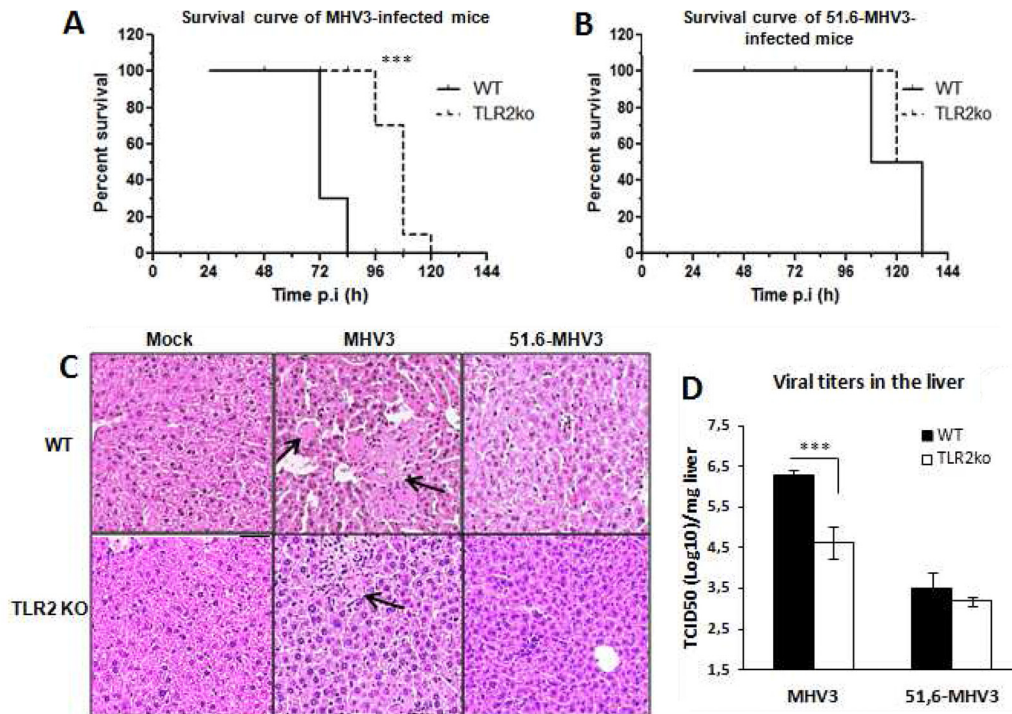 A
Survival curve of MHV3-infected mice
120
100
80
60
40
20
0
Percent survival
***
WT
TLR2ko
0 24 48 72 96 120 144
Time p.i (h)
B
Survival curve of 51.6-MHV3-
infected mice
120
100
80
60
40
20
0
Percent survival
WT
TLR2ko
0 24 48 72 96 120 144
Time p.i (h)
C
Mock MHV3 51.6-MHV3
WT
TLR2 KO
D
Viral titers in the liver
7,5
6,5
5,5
4,5
3,5
2,5
1,5
TCID50 (Log10)/mg liver
***
WT
TLR2ko
MHV3 51,6-MHV3